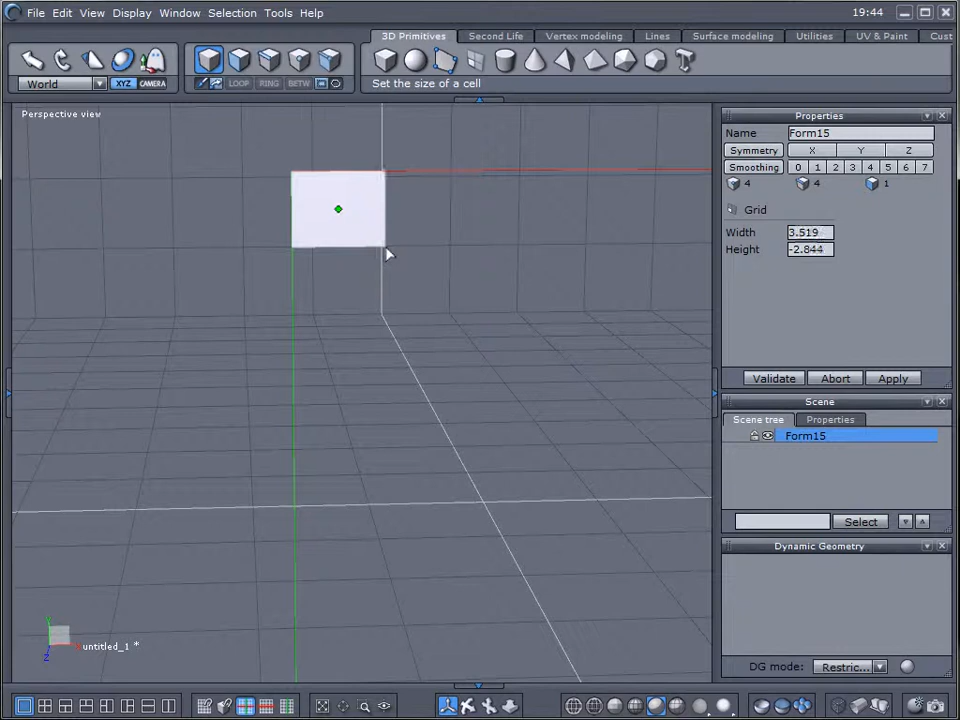 File Edit View Display Window Selection Tools Help
19:44
3D Primitives Second Life Vertex modeling Lines Surface modeling Utilities UV & Paint Cust
World XYZ CAMERA
LOOP RING BETW
Set the size of a cell
Perspective view
Properties
Name Form15
Symmetry X Y Z
Smoothing 0 1 2 3 4 5 6 7
4 4 1
Grid
Width 3.519
Height -2.844
Validate Abort Apply
Scene
Scene tree Properties
Form15
Select
Dynamic Geometry
Y
Z
untitled_1 *
DG mode: Restric...